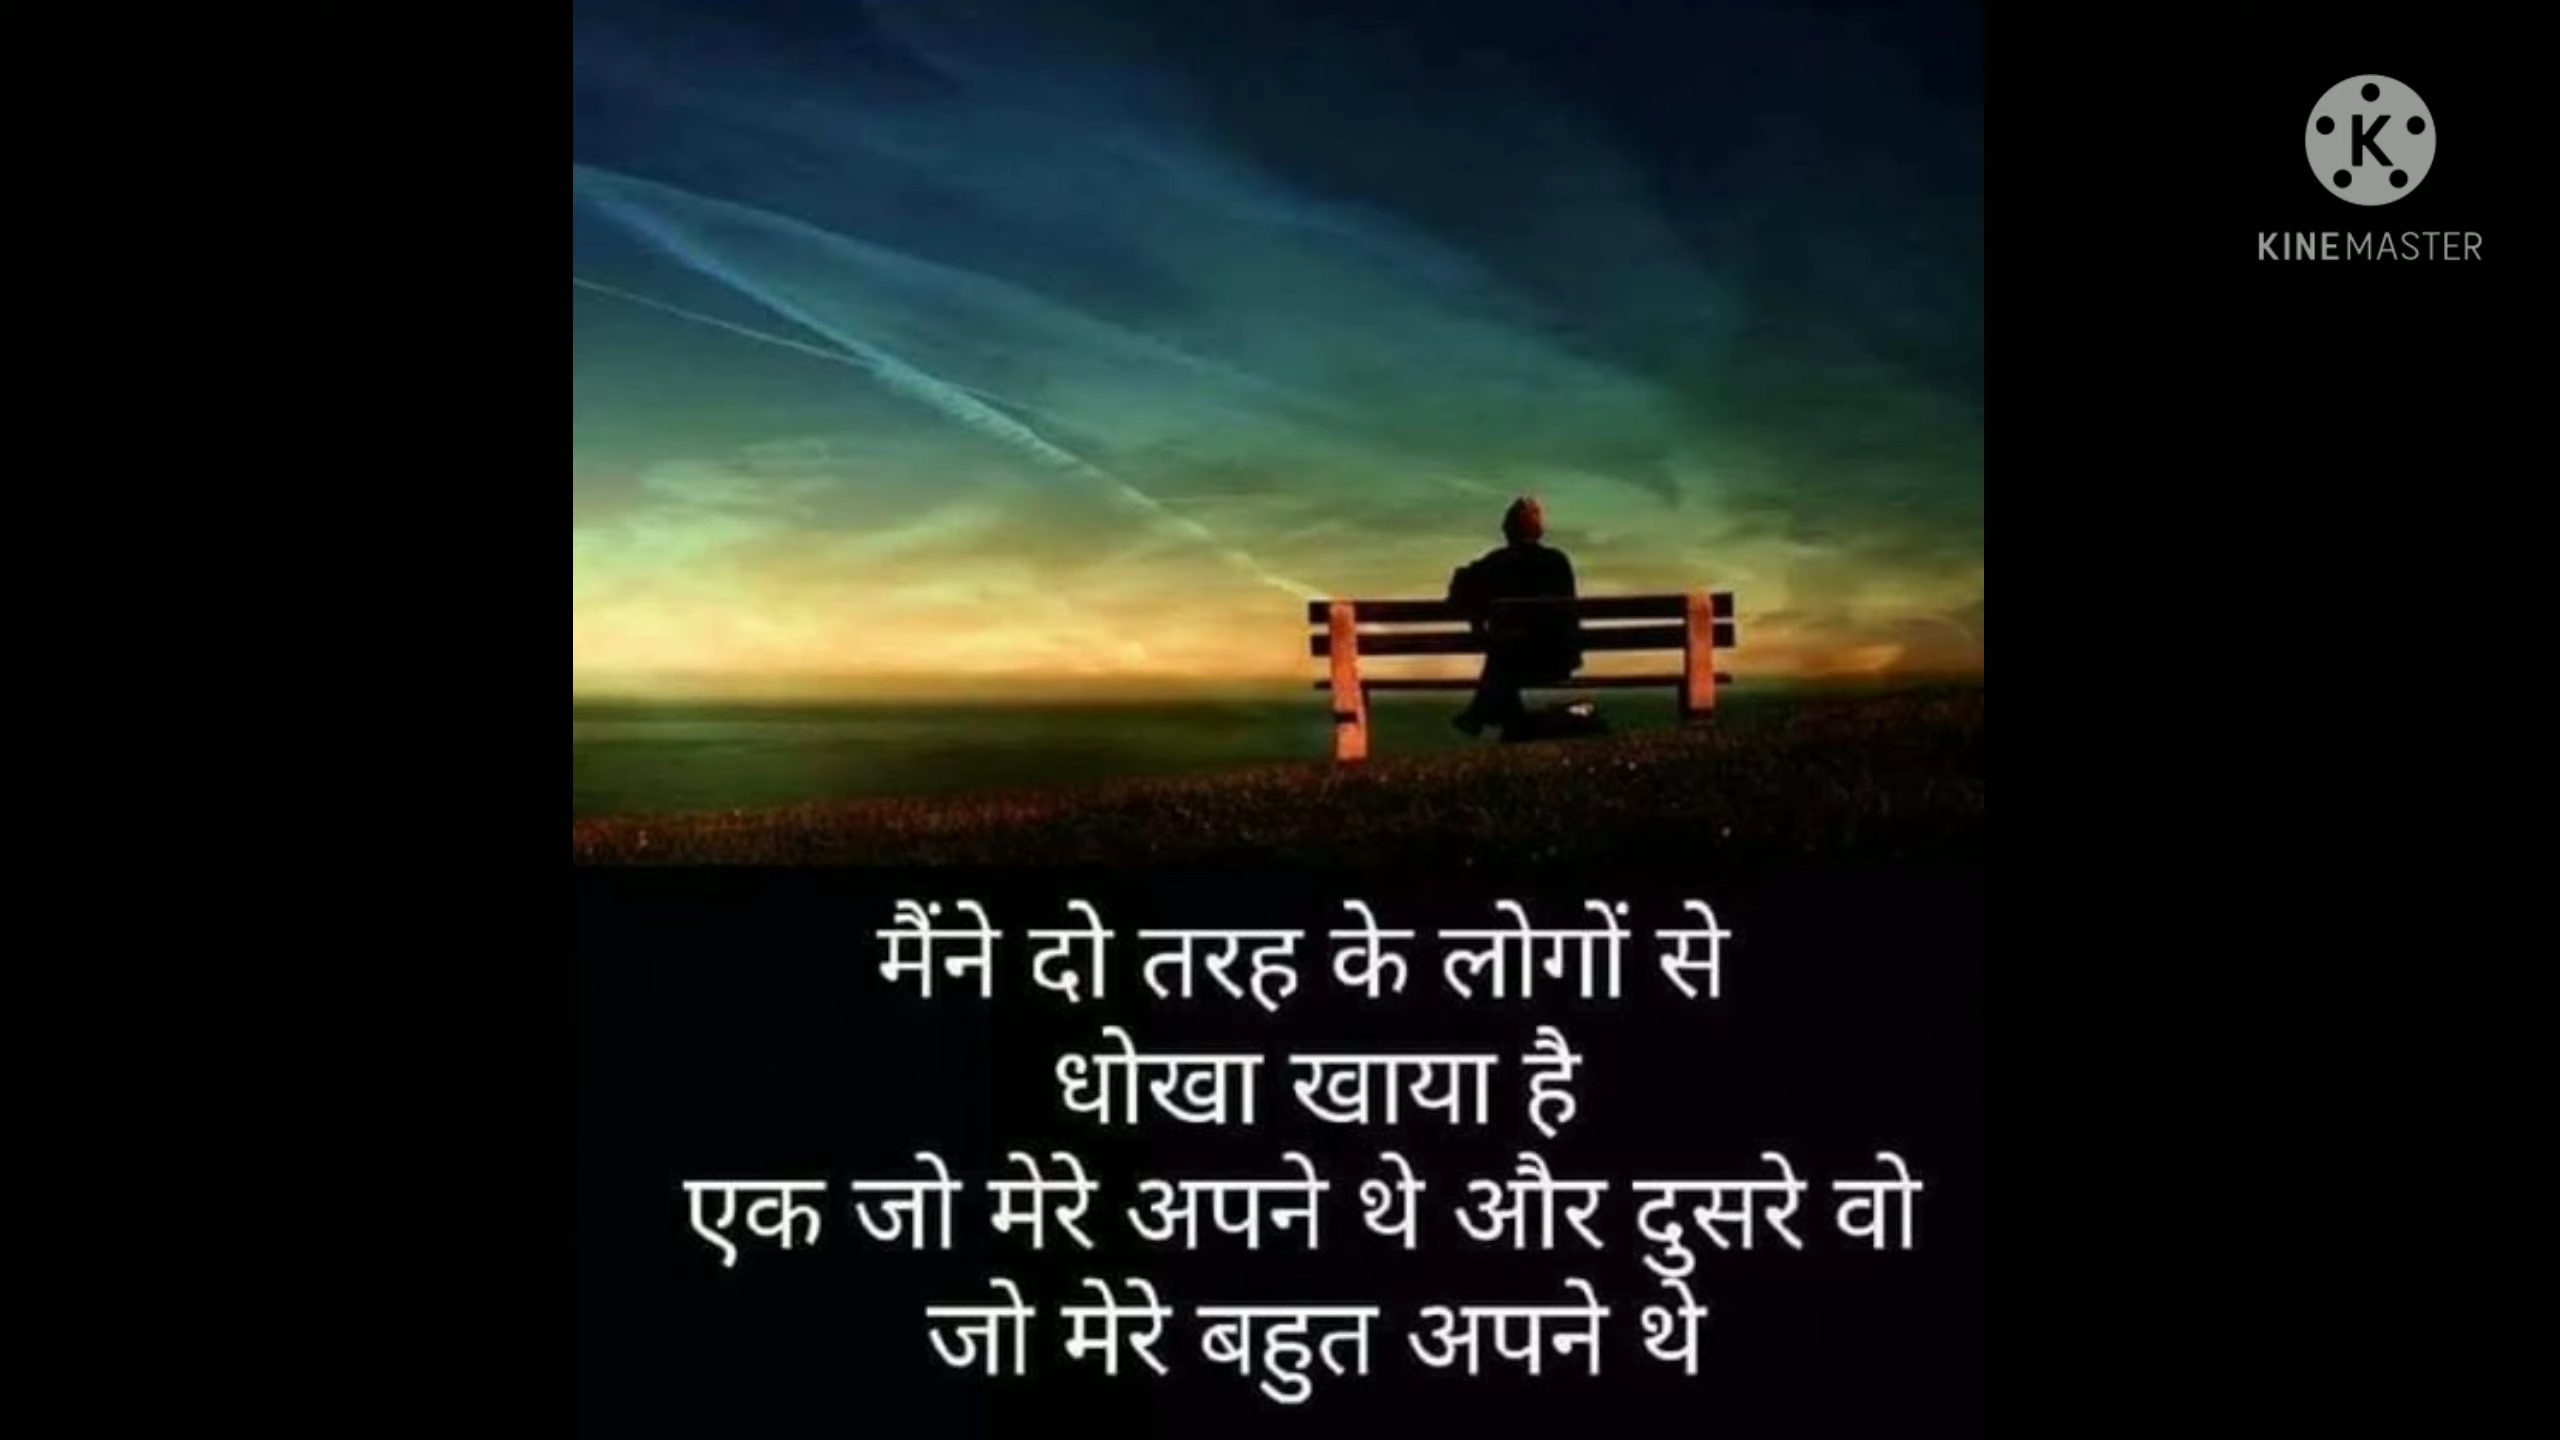 K
KINEMASTER
मैंने दो तरह के लोगों से
धोखा खाया है
एक जो मेरे अपने थे और दुसरे वो
जो मेरे बहुत अपने थे